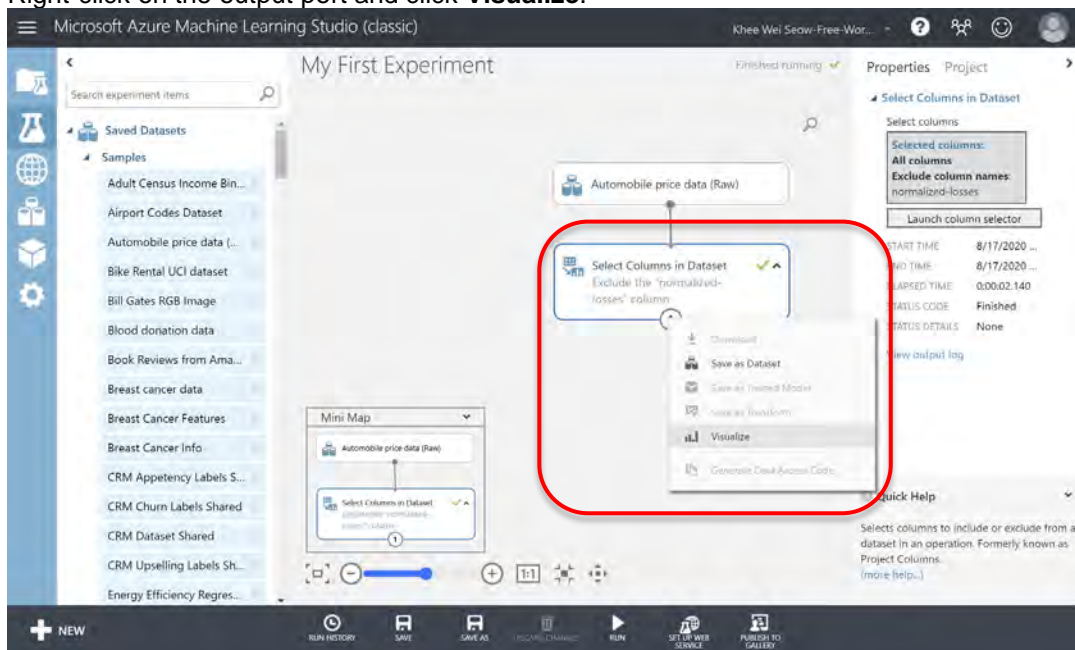 Right-click on the output port and click Visualize.
Microsoft Azure Machine Learning Studio (classic)
Khee Wei Seow-Free-Wor...
My First Experiment
Finished running
Search experiment items
Saved Datasets
Samples
Adult Census Income Bin...
Airport Codes Dataset
Automobile price data (...
Bike Rental UCI dataset
Bill Gates RGB Image
Blood donation data
Book Reviews from Ama...
Breast cancer data
Breast Cancer Features
Breast Cancer Info
CRM Appetency Labels S...
CRM Churn Labels Shared
CRM Dataset Shared
CRM Upselling Labels Sh...
Energy Efficiency Regres...
Automobile price data (Raw)
Select Columns in Dataset
Exclude the "normalized-
losses" column
Download
Save as Dataset
Save as Trained Model
Save as Transform
Visualize
Generate Data Access Code...
Mini Map
Automobile price data (Raw)
Select Columns in Dataset
1
1:1
Properties Project
Select Columns in Dataset
Select columns
Selected columns:
All columns
Exclude column names:
normalized-losses
Launch column selector
START TIME 8/17/2020 ...
END TIME 8/17/2020 ...
ELAPSED TIME 0:00:02.140
STATUS CODE Finished
STATUS DETAILS None
View output log
Quick Help
Selects columns to include or exclude from a
dataset in an operation. Formerly known as
Project Columns.
(more help...)
NEW
RUN HISTORY
SAVE
SAVE AS
DISCARD CHANGES
RUN
SET UP WEB
SERVICE
PUBLISH TO
GALLERY